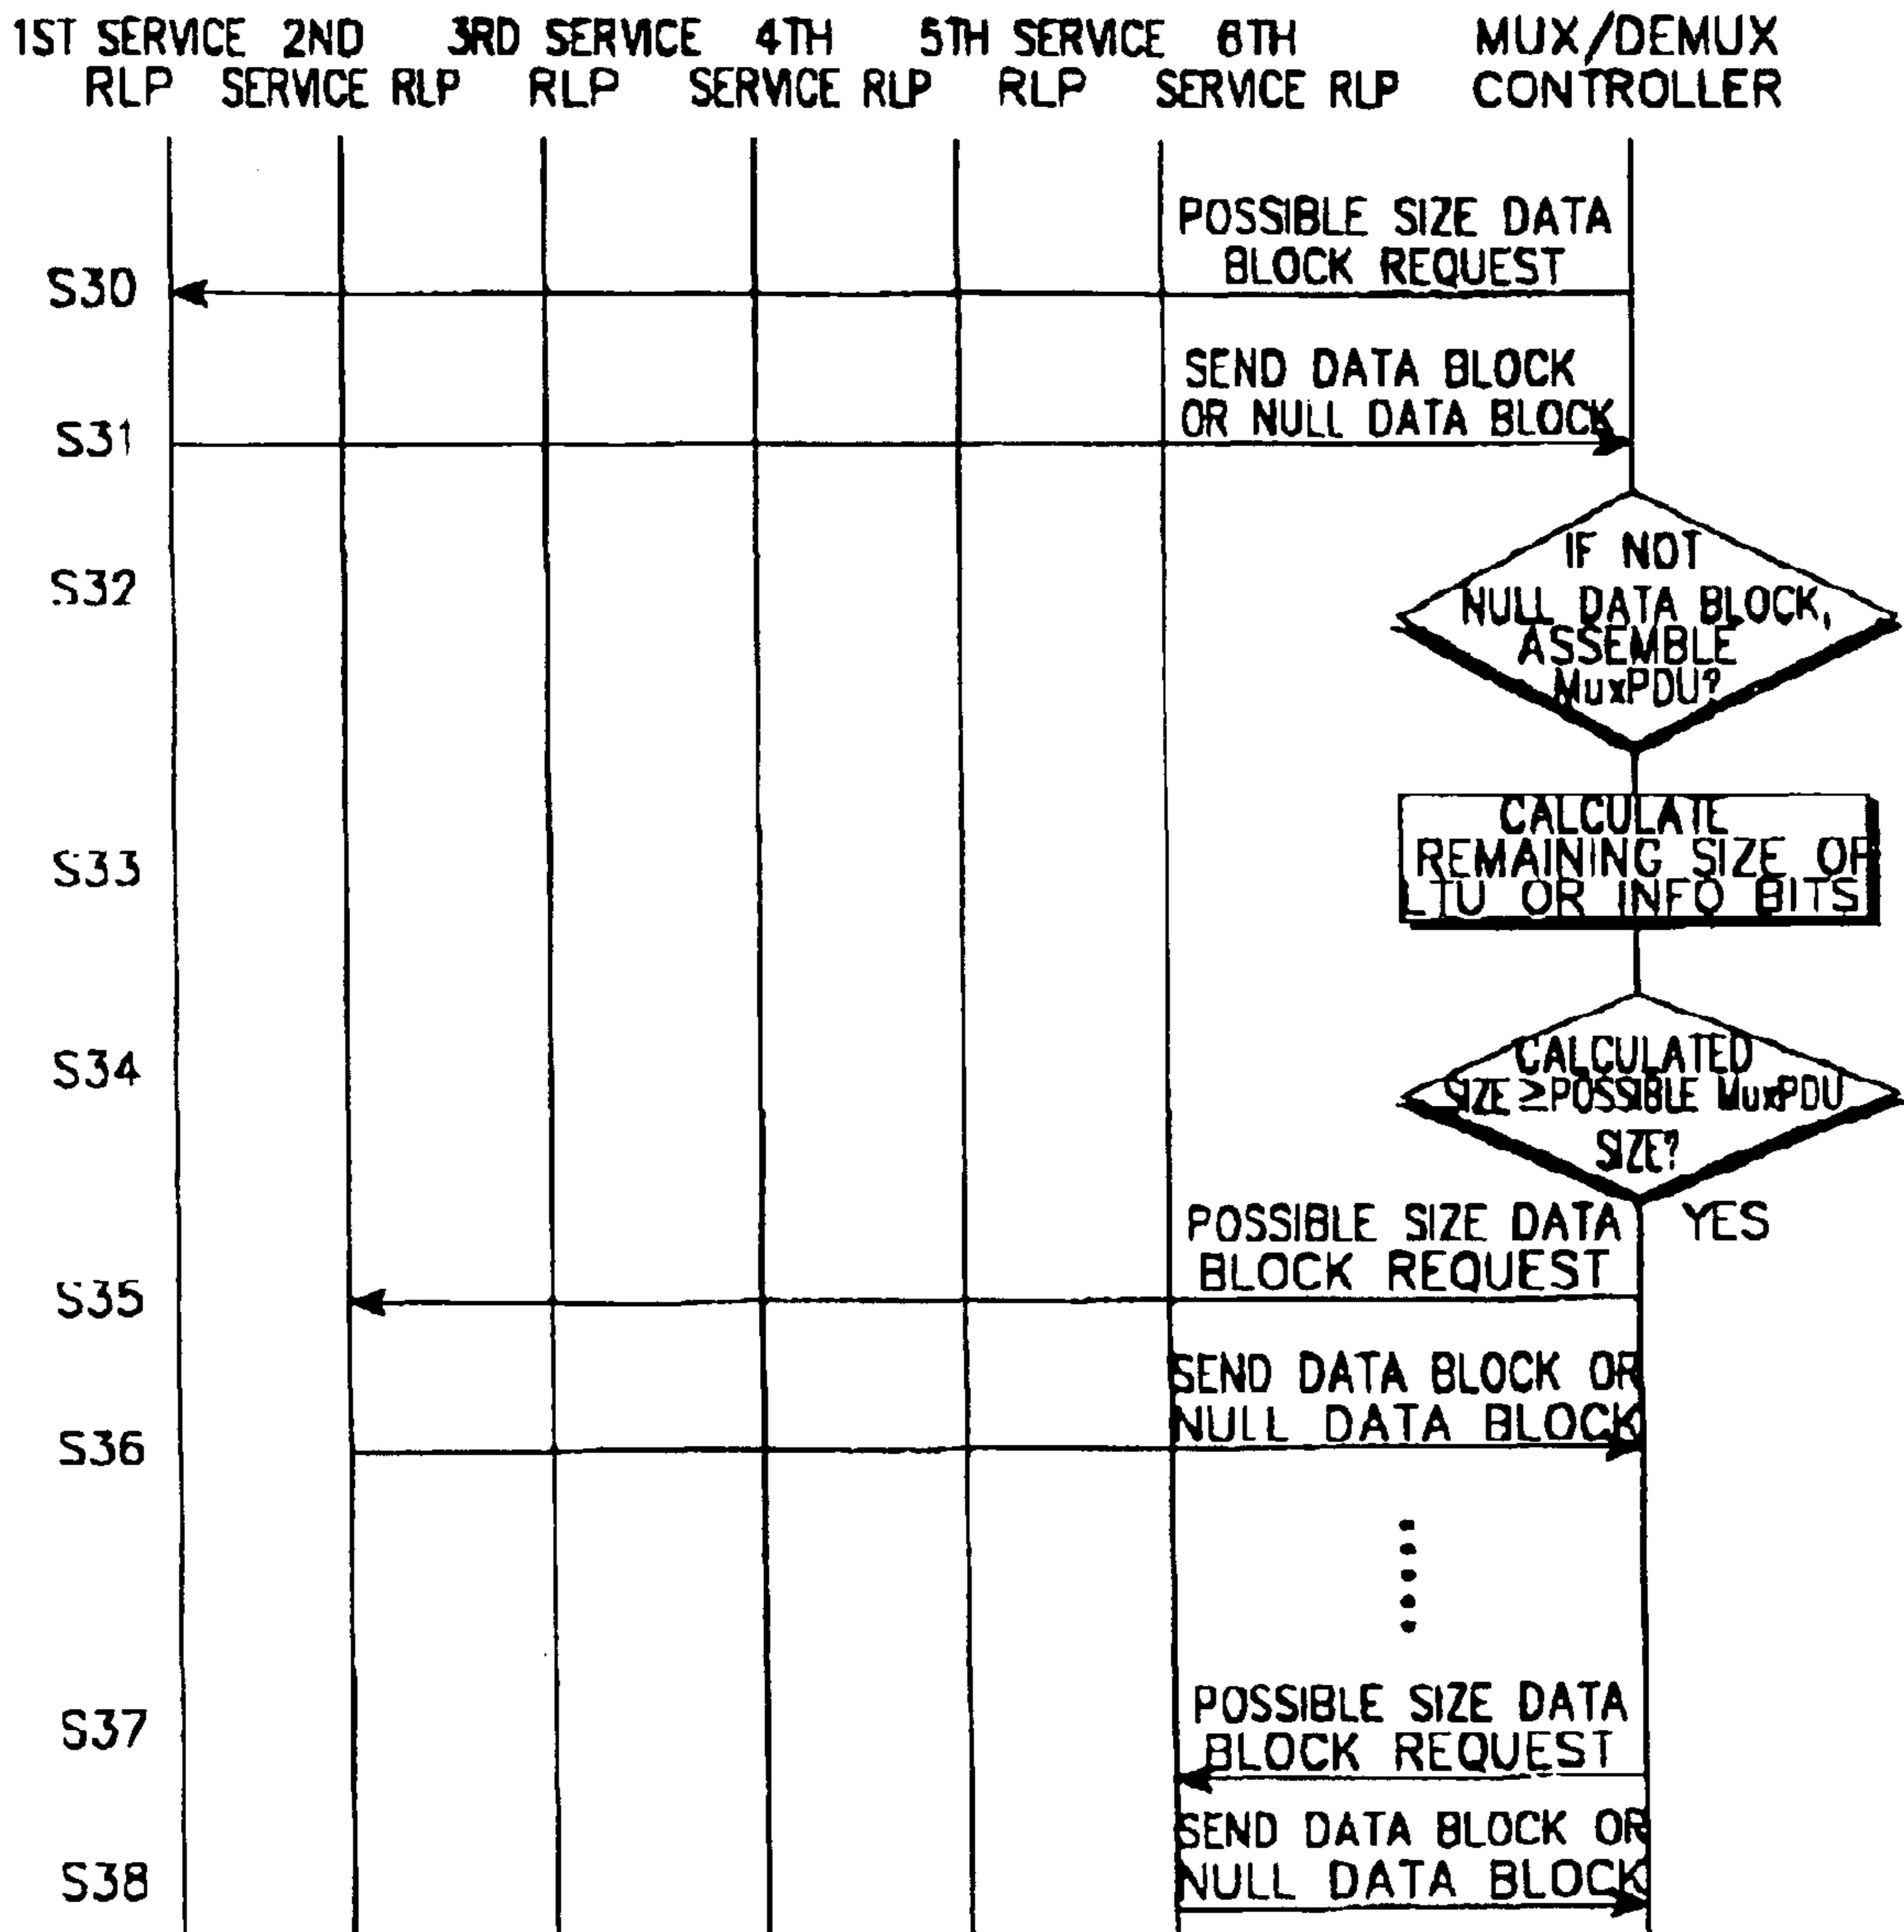 1ST SERVICE 2ND 3RD SERVICE 4TH 5TH SERVICE 6TH MUX/DEMUX
RLP SERVICE RLP RLP SERVICE RLP RLP SERVICE RLP CONTROLLER
POSSIBLE SIZE DATA
BLOCK REQUEST
S30
SEND DATA BLOCK
OR NULL DATA BLOCK
S31
IF NOT
S32
NULL DATA BLOCK,
ASSEMBLE
MuxPDU?
CALCULATE
S33
REMAINING SIZE OF
LTU OR INFO BITS
S34
CALCULATED
SIZE ≥POSSIBLE MuxPDU
SIZE?
POSSIBLE SIZE DATA YES
BLOCK REQUEST
S35
SEND DATA BLOCK OR
NULL DATA BLOCK
S36
POSSIBLE SIZE DATA
S37
BLOCK REQUEST
SEND DATA BLOCK OR
S38
NULL DATA BLOCK